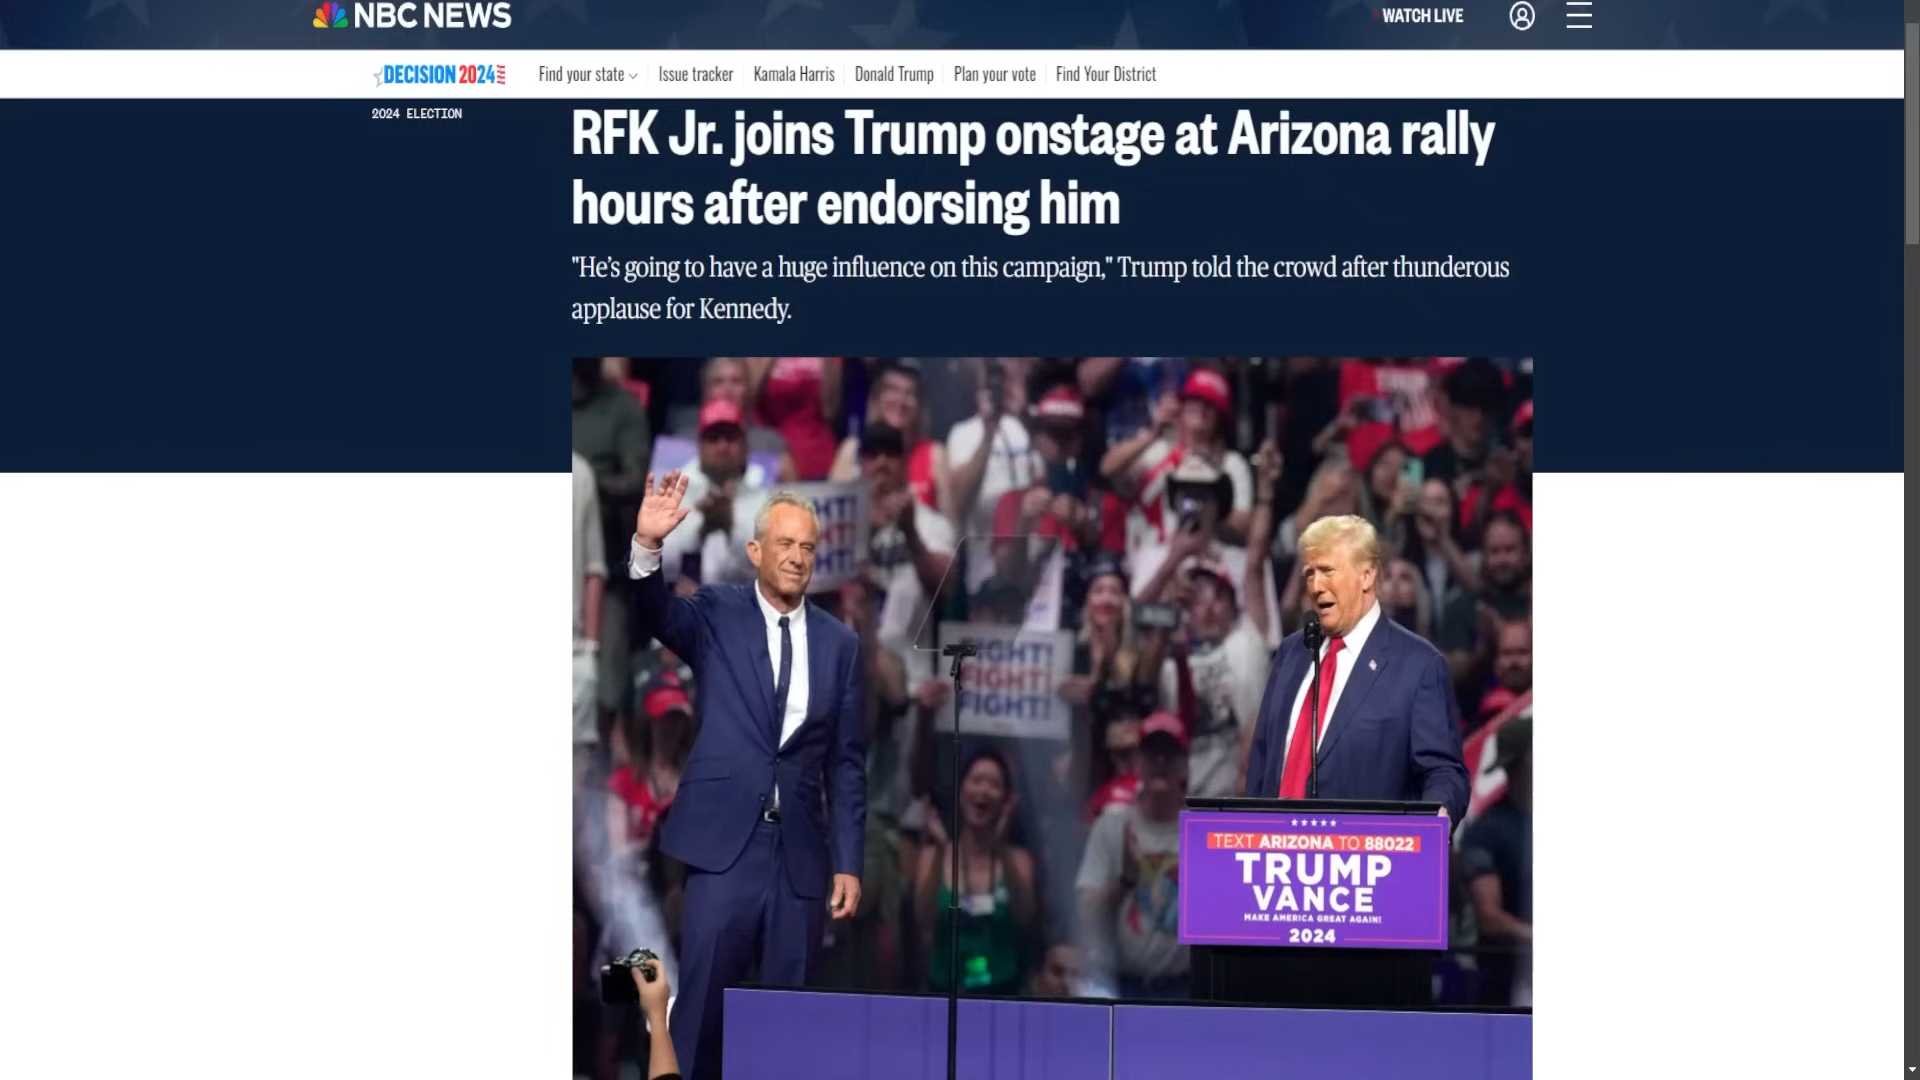 NBC NEWS
WATCH LIVE
DECISION 2024
Find your state
Issue tracker
Kamala Harris
Donald Trump
Plan your vote
Find Your District
2024 ELECTION
RFK Jr. joins Trump onstage at Arizona rally
hours after endorsing him
"He's going to have a huge influence on this campaign," Trump told the crowd after thunderous
applause for Kennedy.
FIGHT!
FIGHT!
FIGHT!
TEXT ARIZONA TO 88022
TRUMP
VANCE
MAKE AMERICA GREAT AGAIN!
2024